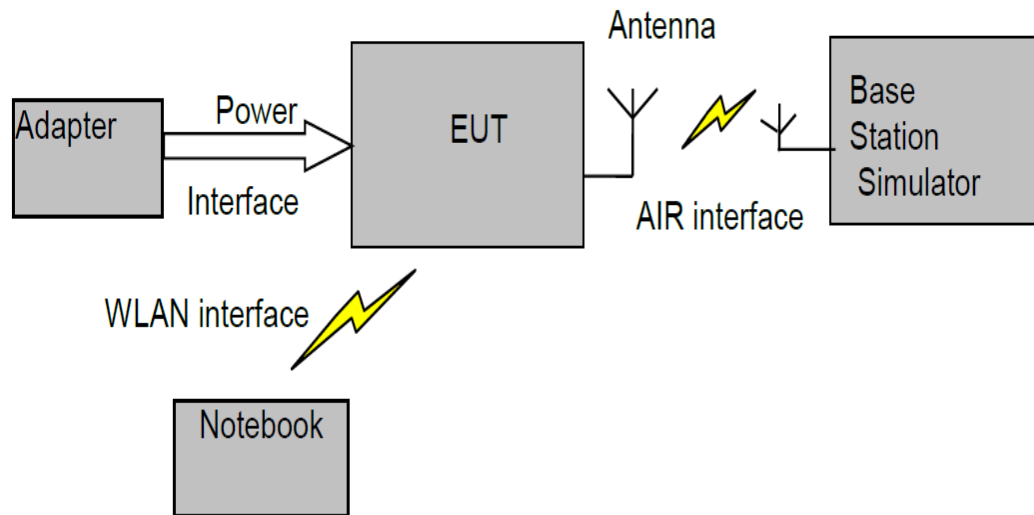 Antenna
Adapter
Power
Interface
EUT
Base
Station
Simulator
AIR interface
WLAN interface
Notebook